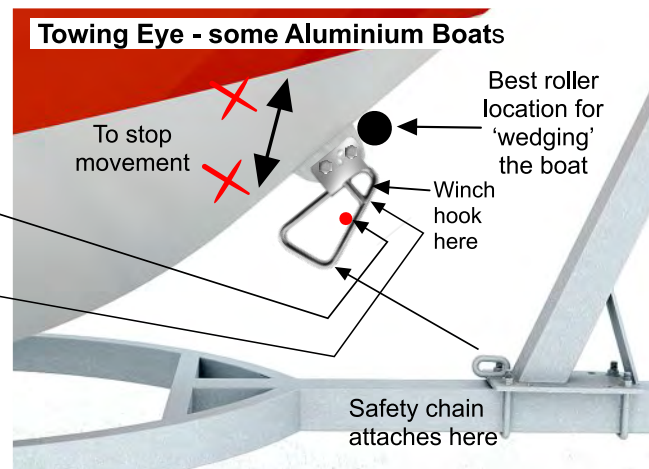 Towing Eye - some Aluminium Boats
To stop
movement
Best roller
location for
‘wedging’
the boat
Winch
hook
here
Safety chain
attaches here